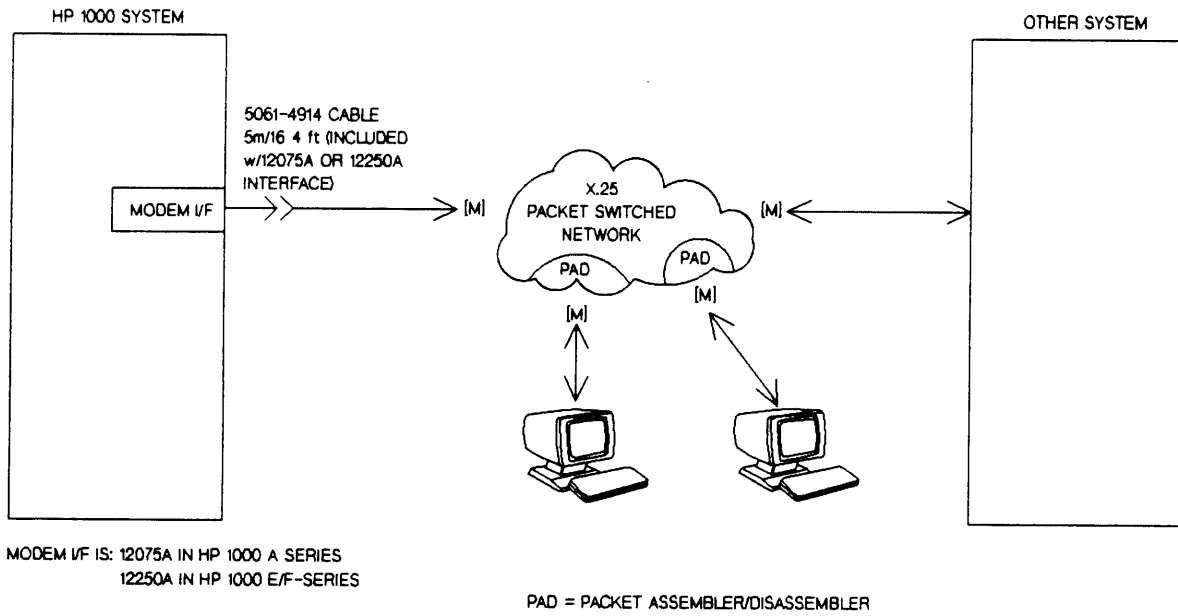 HP 1000 SYSTEM
OTHER SYSTEM
5061-4914 CABLE
5m/16 4 ft (INCLUDED
w/12075A OR 12250A
INTERFACE)
MODEM I/F
[M]
X.25
PACKET SWITCHED
NETWORK
[M]
PAD
PAD
[M]
[M]
MODEM I/F IS: 12075A IN HP 1000 A SERIES
12250A IN HP 1000 E/F-SERIES
PAD = PACKET ASSEMBLER/DISASSEMBLER